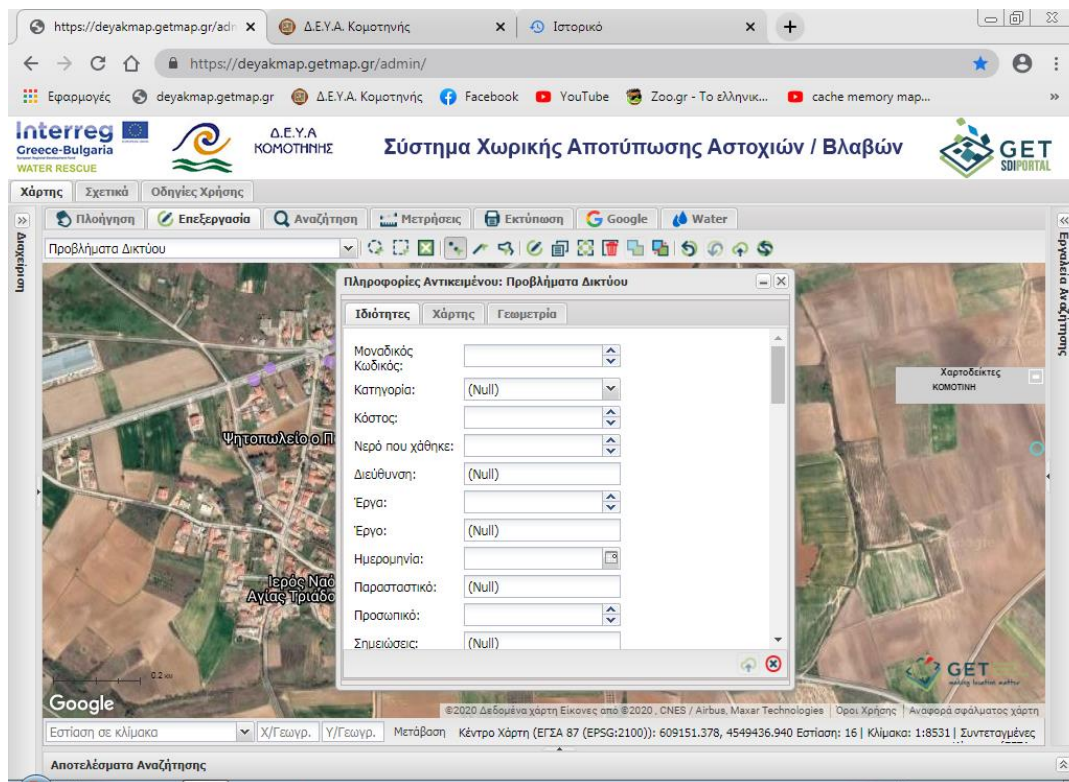 https://deyakmap.getmap.gr/adn
Δ.Ε.Υ.Α. Κομοτηνής
Ιστορικό
https://deyakmap.getmap.gr/admin/
Εφαρμογές
deyakmap.getmap.gr
Δ.Ε.Υ.Α. Κομοτηνής
Facebook
YouTube
Zoo.gr - Το ελληνικ...
cache memory map...
Interreg
Greece-Bulgaria
WATER RESCUE
Δ.Ε.Υ.Α
ΚΟΜΟΤΗΝΗΣ
Σύστημα Χωρικής Αποτύπωσης Αστοχιών / Βλαβών
GET
SDIPORTAL
Χάρτης
Σχετικά
Οδηγίες Χρήσης
Πλοήγηση
Επεξεργασία
Αναζήτηση
Μετρήσεις
Εκτύπωση
Google
Water
Διαχείριση
Εργαλεία Αναζήτησης
Προβλήματα Δικτύου
Πληροφορίες Αντικειμένου: Προβλήματα Δικτύου
Ιδιότητες
Χάρτης
Γεωμετρία
Μοναδικός
Κωδικός:
Κατηγορία: (Null)
Κόστος:
Νερό που χάθηκε:
Διεύθυνση: (Null)
Έργα:
Έργο: (Null)
Ημερομηνία:
Παραστατικό: (Null)
Προσωπικό:
Σημειώσεις: (Null)
Χαρτοδείκτες
ΚΟΜΟΤΙΝΗ
Ψητοπωλείο ο Π
Ιερός Ναό
Αγίας Τριάδο
0.2 km
Google
GET
making location matter
©2020 Δεδομένα χάρτη Εικόνες από ©2020 , CNES / Airbus, Maxar Technologies
Όροι Χρήσης
Αναφορά σφάλματος χάρτη
Εστίαση σε κλίμακα
Χ/Γεωγρ.
Υ/Γεωγρ.
Μετάβαση
Κέντρο Χάρτη (ΕΓΣΑ 87 (EPSG:2100)): 609151.378, 4549436.940 Εστίαση: 16 | Κλίμακα: 1:8531 | Συντεταγμένες
Αποτελέσματα Αναζήτησης